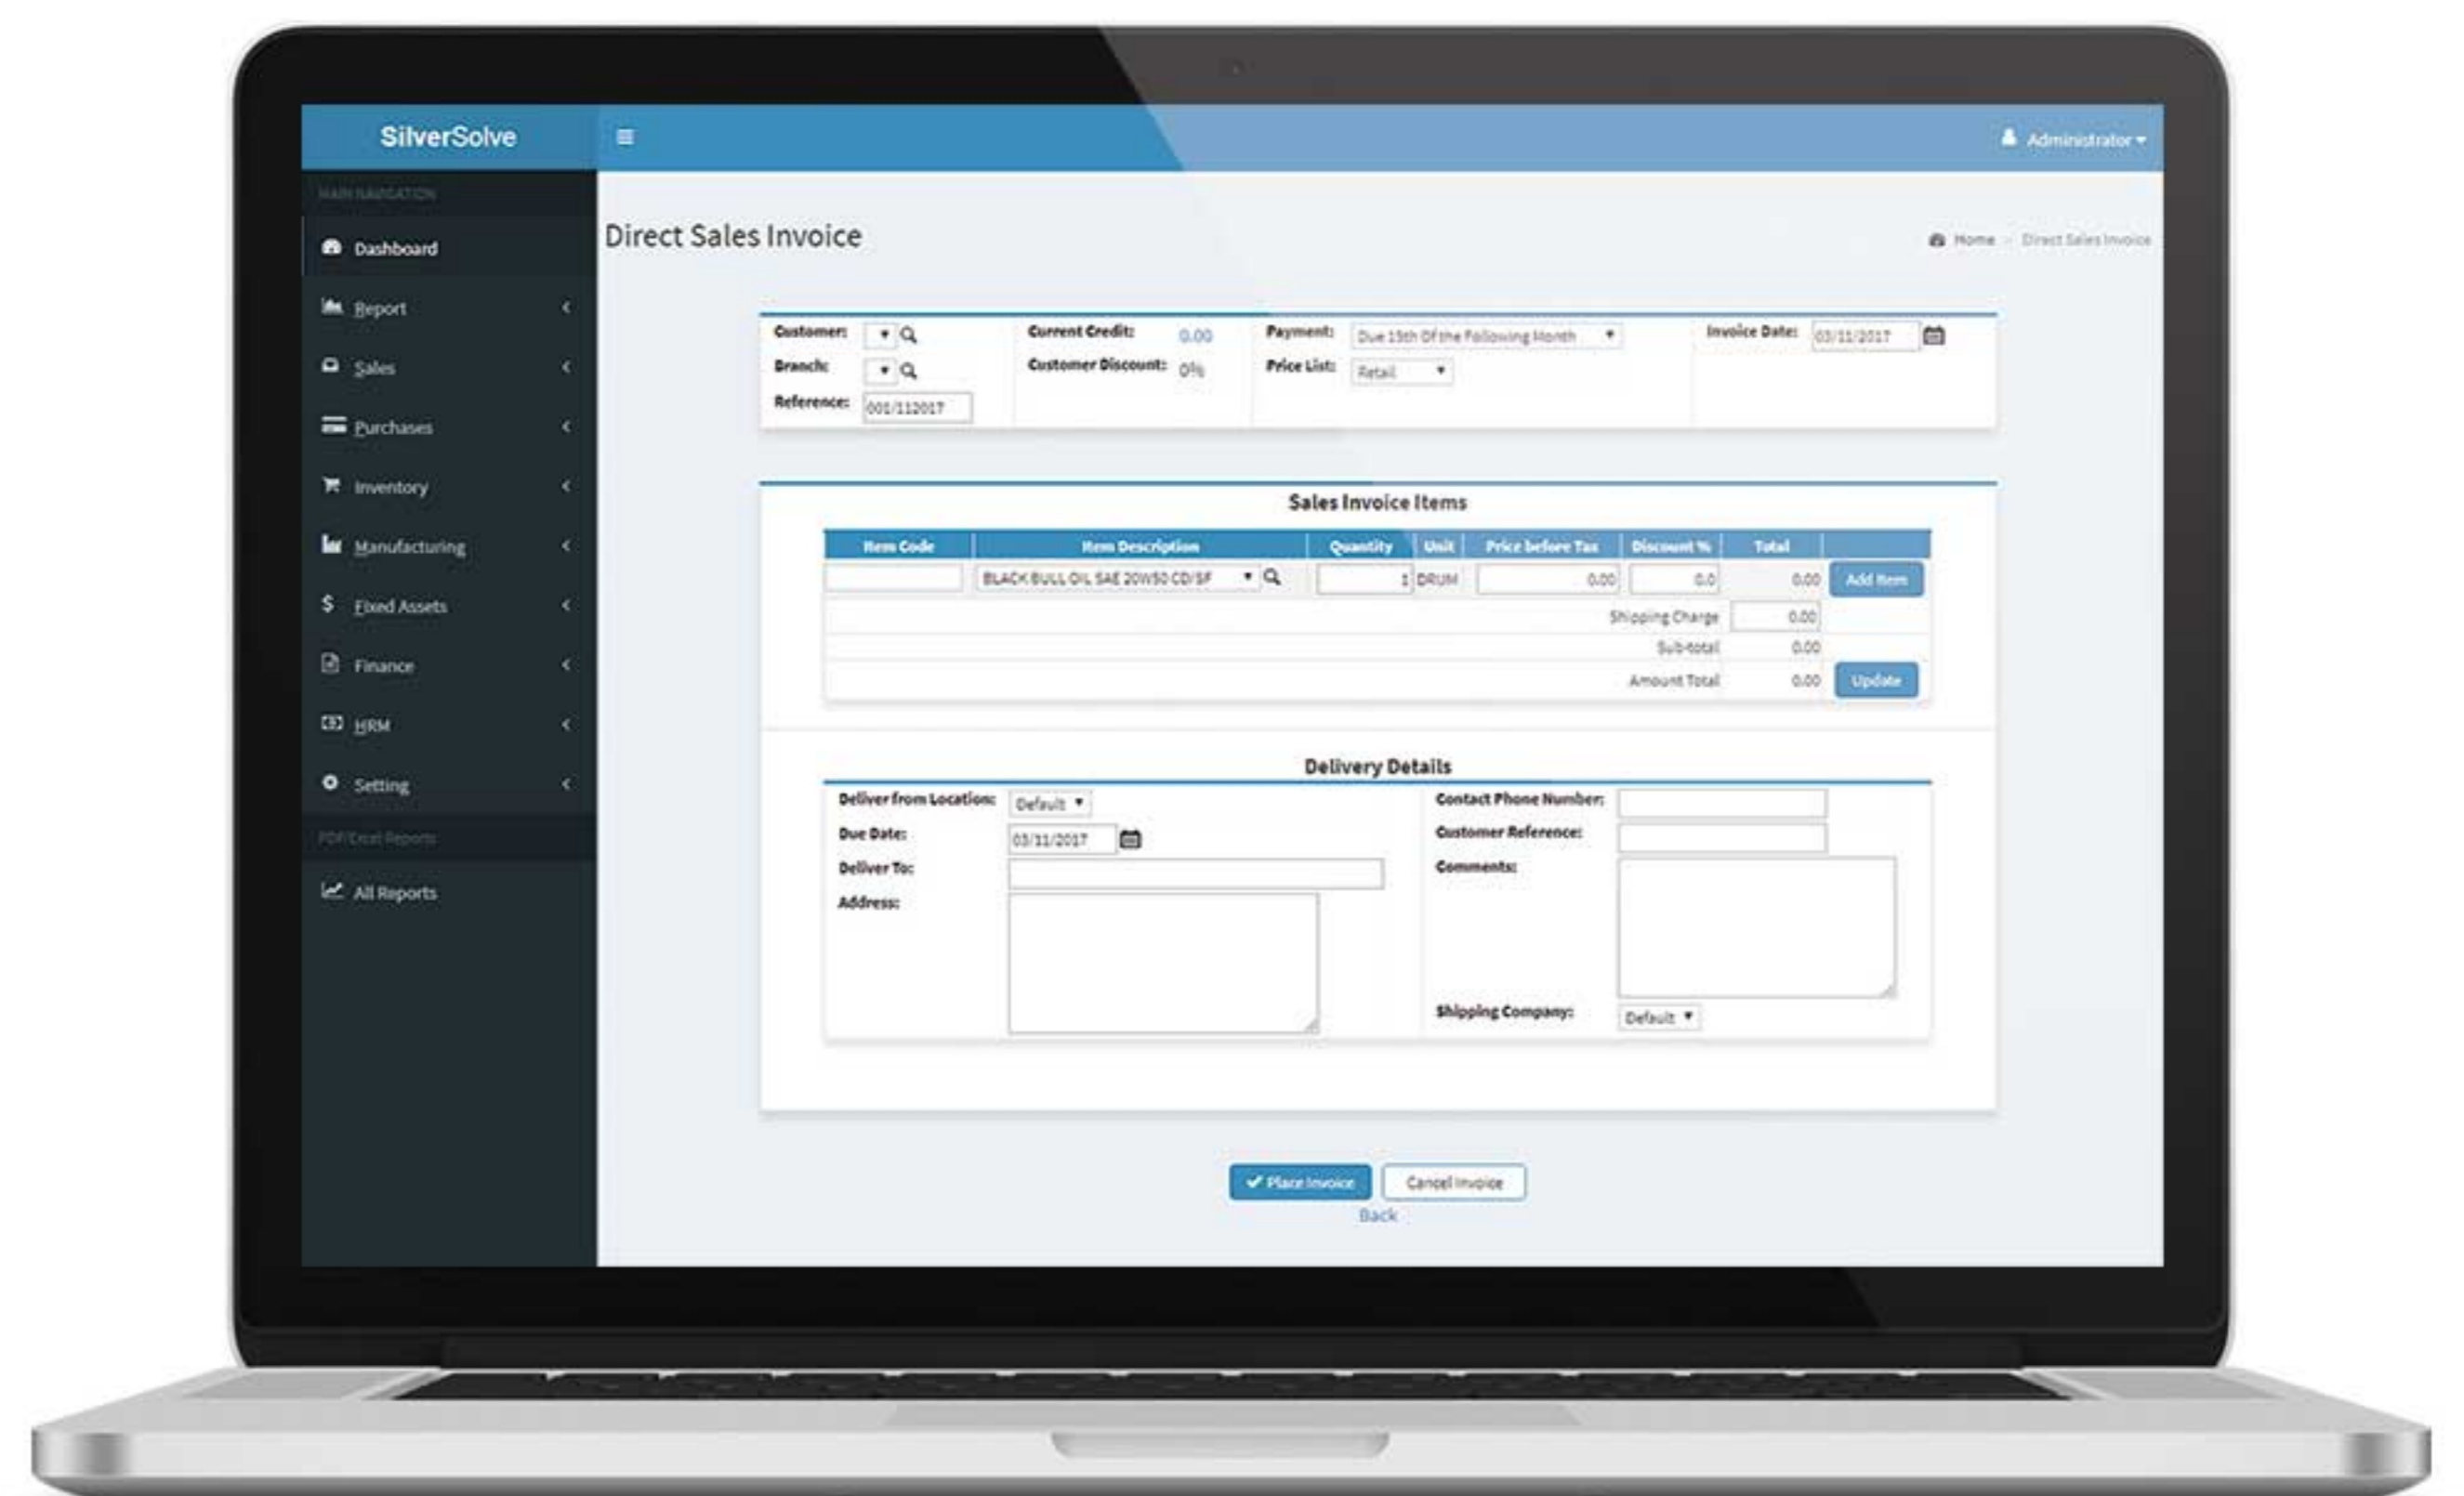 SilverSolve
Administrator
MAIN NAVIGATION
Dashboard
Report
Sales
Purchases
Inventory
Manufacturing
Fixed Assets
Finance
HRM
Setting
PDF/Excel Reports
All Reports
Direct Sales Invoice
Home > Direct Sales Invoice
Customer: Current Credit: 0.00 Payment: Due 15th Of the Following Month Invoice Date: 03/11/2017
Branch: Customer Discount: 0% Price List: Retail
Reference: 001/112017
Sales Invoice Items
Item Code Item Description Quantity Unit Price before Tax Discount % Total
BLACK BULL OIL SAE 20W50 CD/SF 1 DRUM 0.00 0.0 0.00 Add Item
Shipping Charge 0.00
Sub-total 0.00
Amount Total 0.00 Update
Delivery Details
Deliver from Location: Default Contact Phone Number:
Due Date: 03/11/2017 Customer Reference:
Deliver To: Comments:
Address:
Shipping Company: Default
Place Invoice Cancel Invoice
Back